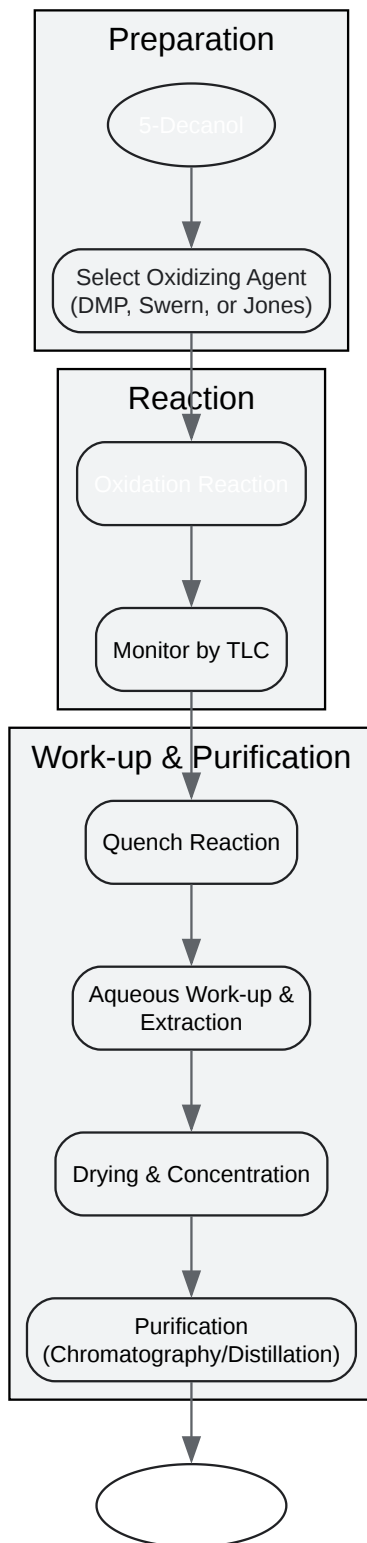 Preparation
5-Decanol
Select Oxidizing Agent
(DMP, Swern, or Jones)
Reaction
Oxidation Reaction
Monitor by TLC
Work-up & Purification
Quench Reaction
Aqueous Work-up &
Extraction
Drying & Concentration
Purification
(Chromatography/Distillation)